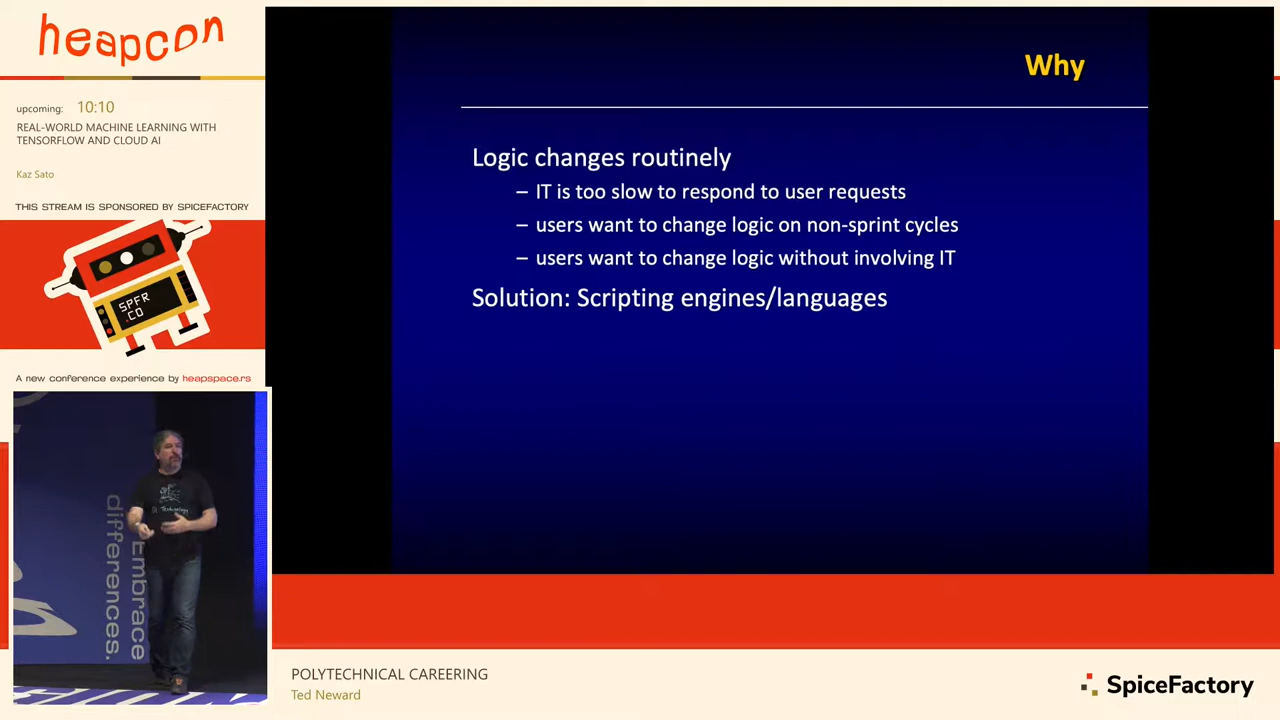 heapcon
upcoming: 10:10
REAL-WORLD MACHINE LEARNING WITH
TENSORFLOW AND CLOUD AI
Kaz Sato
THIS STREAM IS SPONSORED BY SPICEFACTORY
SPFR
.CO
A new conference experience by heapspace.rs
Embrace
differences.
Why
Logic changes routinely
– IT is too slow to respond to user requests
– users want to change logic on non-sprint cycles
– users want to change logic without involving IT
Solution: Scripting engines/languages
POLYTECHNICAL CAREERING
Ted Neward
SpiceFactory